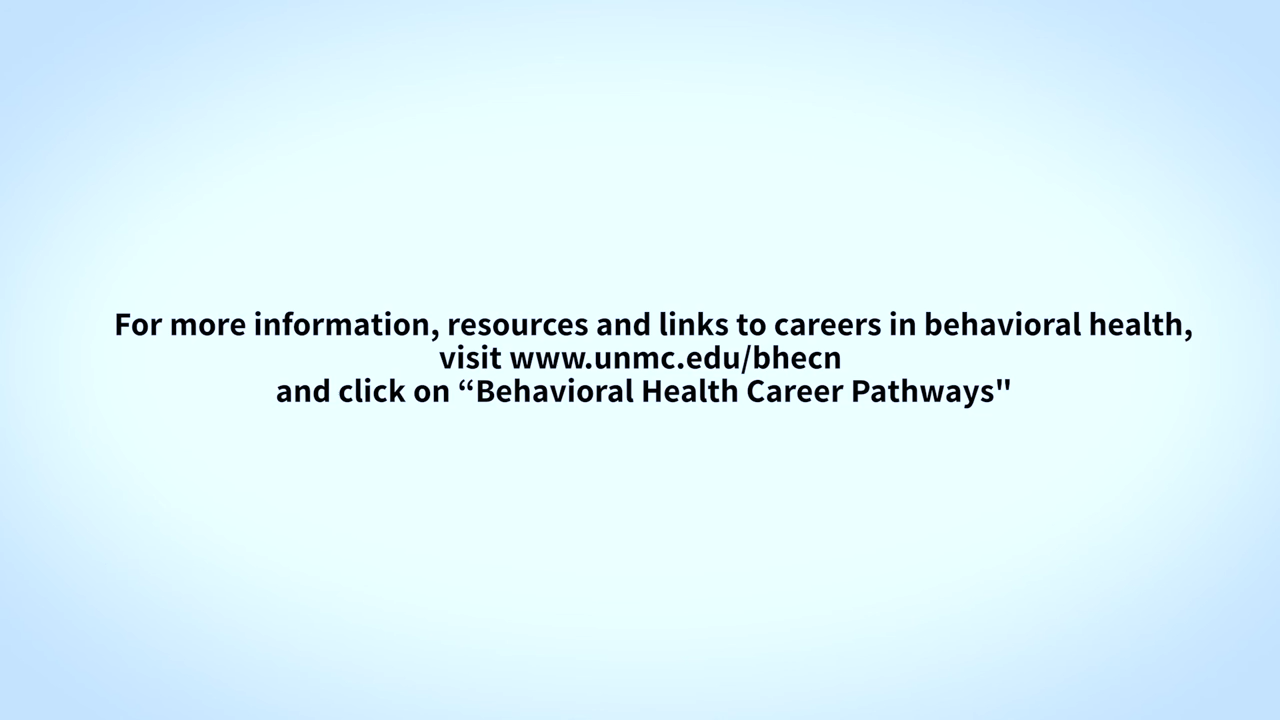 For more information, resources and links to careers in behavioral health,
visit www.unmc.edu/bhecn
and click on “Behavioral Health Career Pathways"